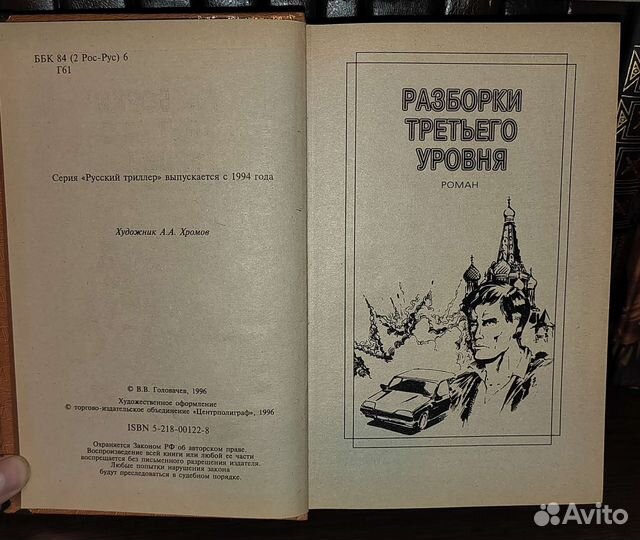 ББК 84 (2 Рос-Рус) 6
Г61
Серия «Русский триллер» выпускается с 1994 года
Художник А.А. Хромов
© В.В. Головачев, 1996
Художественное оформление
© торгово-издательское объединение «Центрполиграф», 1996
ISBN 5-218-00122-8
Охраняется Законом РФ об авторском праве.
Воспроизведение всей книги или любой ее части
воспрещается без письменного разрешения издателя.
Любые попытки нарушения закона
будут преследоваться в судебном порядке.
РАЗБОРКИ
ТРЕТЬЕГО
УРОВНЯ
РОМАН
Avito